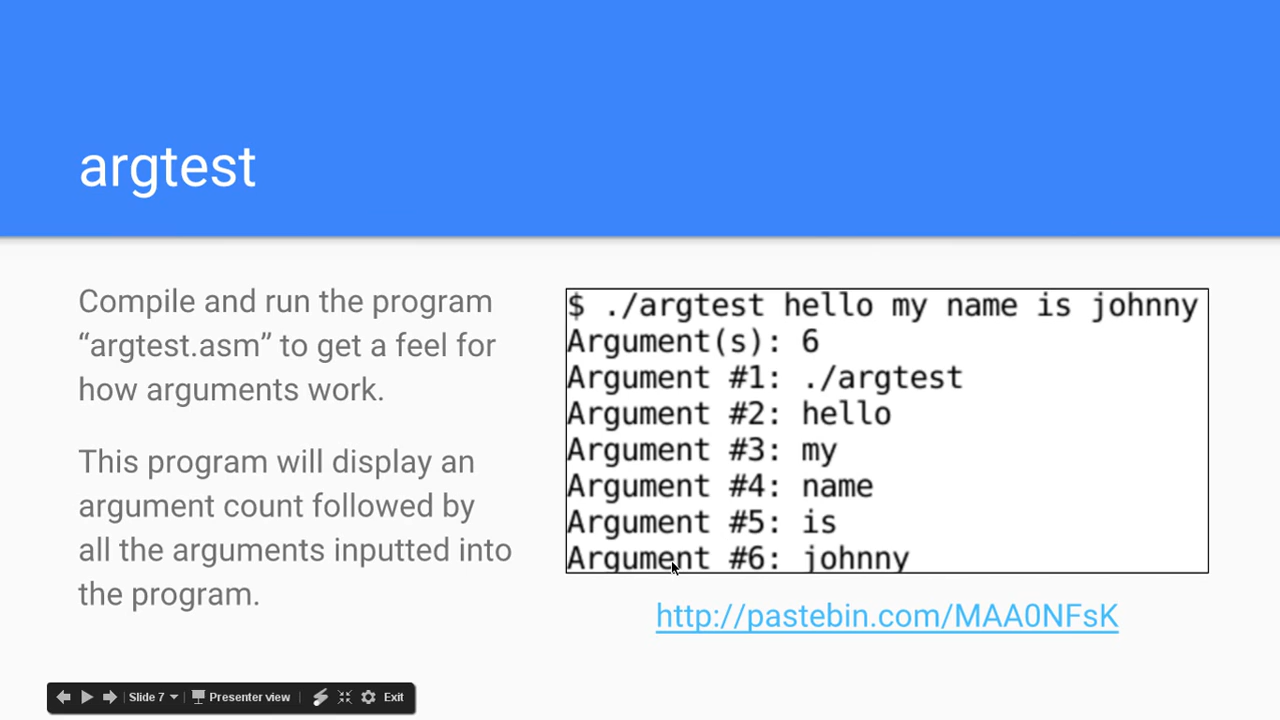 argtest
Compile and run the program
“argtest.asm” to get a feel for
how arguments work.
This program will display an
argument count followed by
all the arguments inputted into
the program.
$ ./argtest hello my name is johnny
Argument(s): 6
Argument #1: ./argtest
Argument #2: hello
Argument #3: my
Argument #4: name
Argument #5: is
Argument #6: johnny
http://pastebin.com/MAA0NFsK
Slide 7 Presenter view Exit